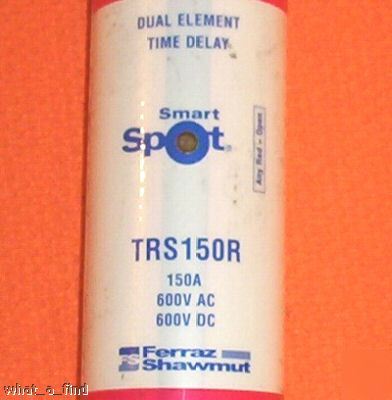 DUAL ELEMENT
TIME DELAY
Smart
Spot
Any Red - Open
TRS150R
150A
600V AC
600V DC
Ferraz
Shawmut
what_a_find